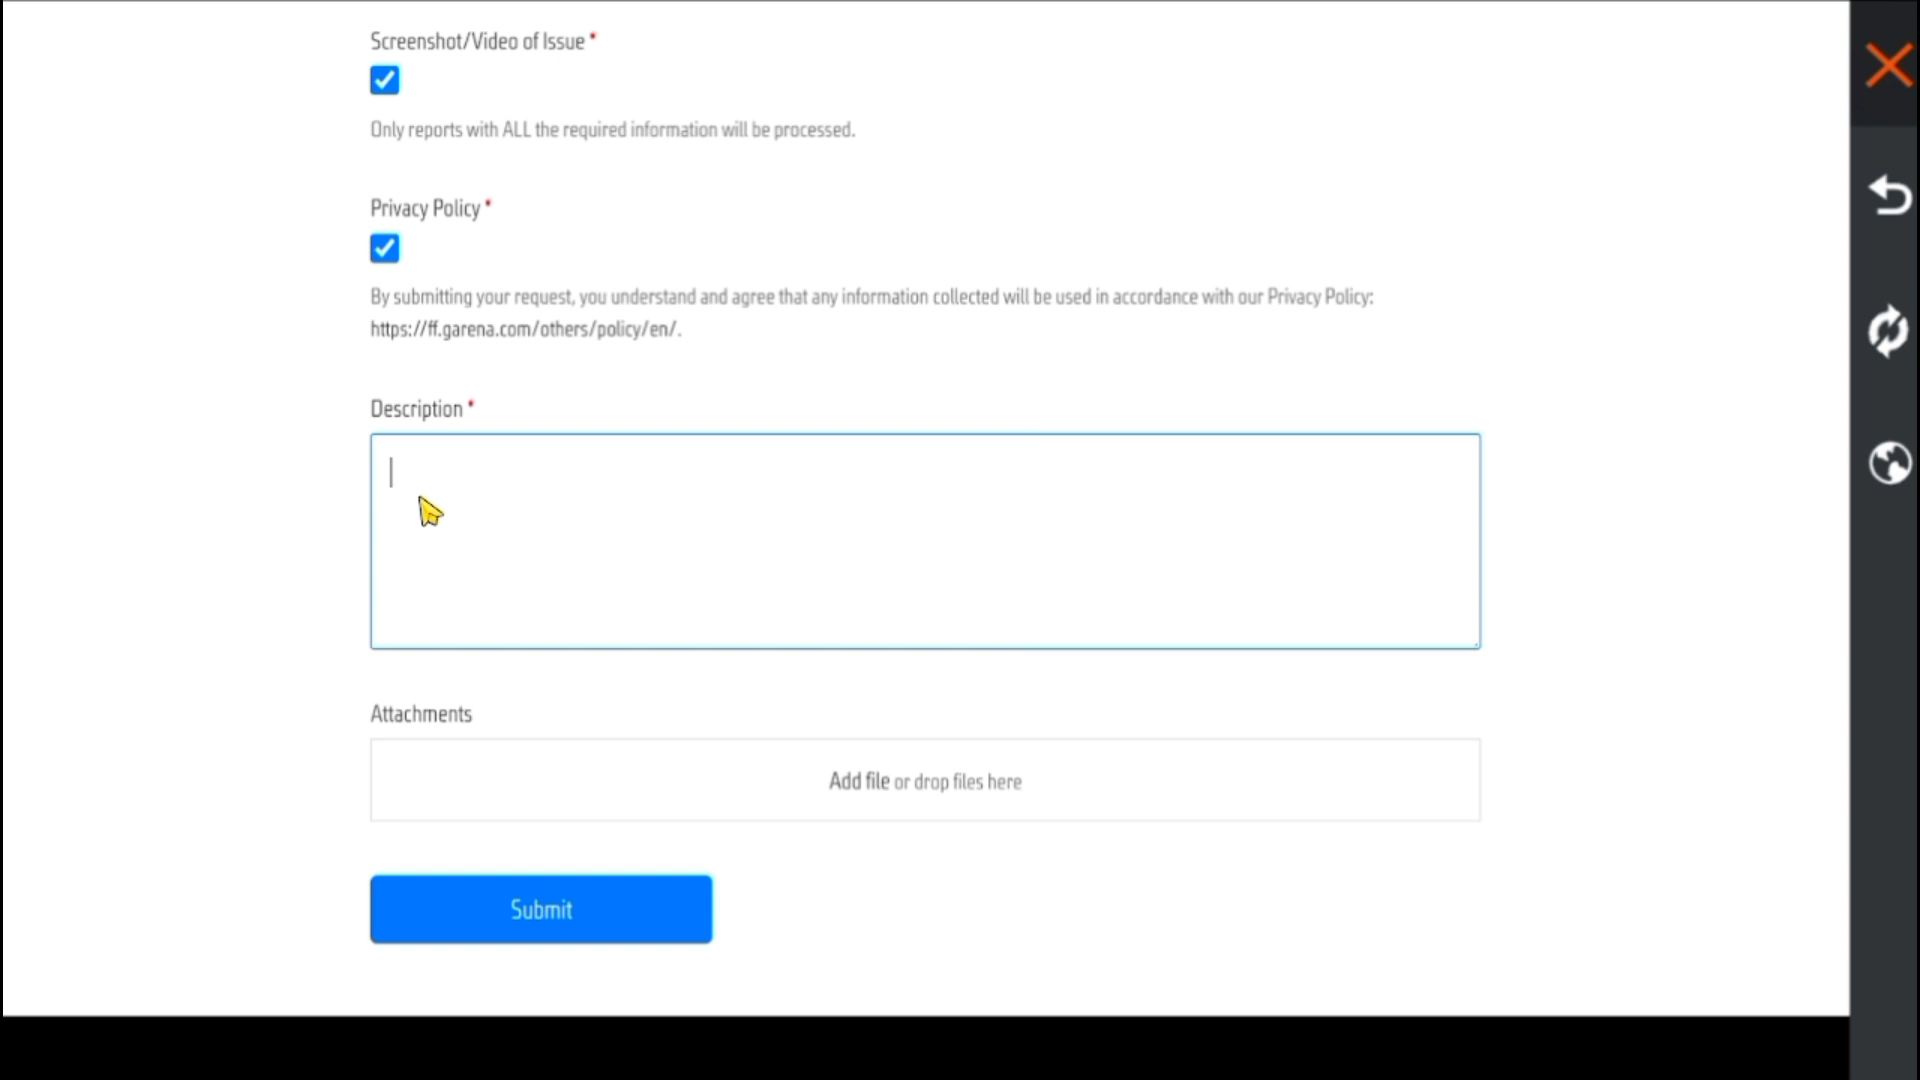 Screenshot/Video of Issue *
Only reports with ALL the required information will be processed.
Privacy Policy *
By submitting your request, you understand and agree that any information collected will be used in accordance with our Privacy Policy:
https://ff.garena.com/others/policy/en/.
Description *
Attachments
Add file or drop files here
Submit